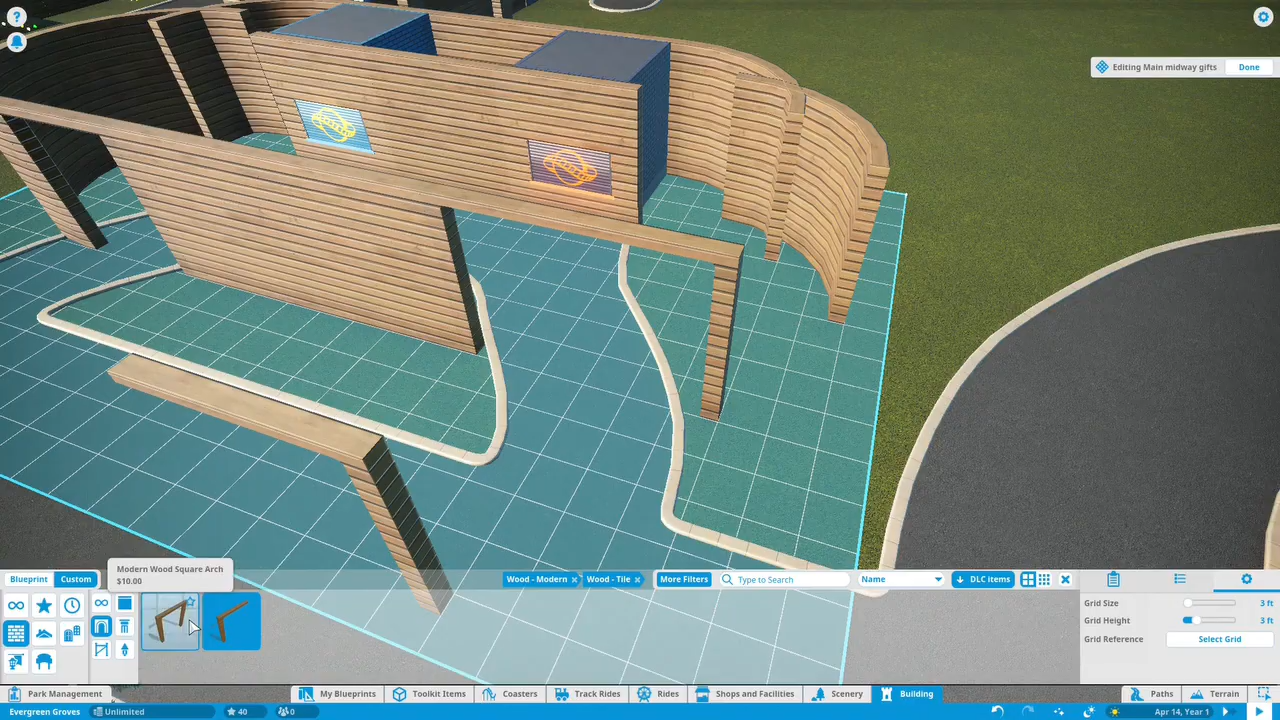 Editing Main midway gifts
Done
Modern Wood Square Arch
$10.00
Blueprint
Custom
Wood - Modern
Wood - Tile
More Filters
Type to Search
Name
DLC items
Grid Size
3 ft
Grid Height
3 ft
Grid Reference
Select Grid
Park Management
My Blueprints
Toolkit Items
Coasters
Track Rides
Rides
Shops and Facilities
Scenery
Building
Paths
Terrain
Evergreen Groves
Unlimited
40
0
Apr 14, Year 1